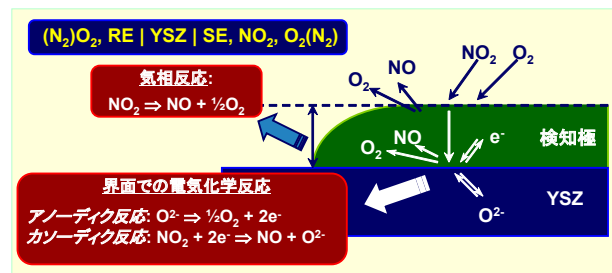 (N₂)O₂, RE | YSZ | SE, NO₂, O₂(N₂)
気相反応:
NO₂ ⇒ NO + ½O₂
O₂
NO
NO₂
O₂
O₂
NO
e⁻
検知極
YSZ
O²⁻
界面での電気化学反応
アノーディク反応: O²⁻ ⇒ ½O₂ + 2e⁻
カソーディク反応: NO₂ + 2e⁻ ⇒ NO + O²⁻